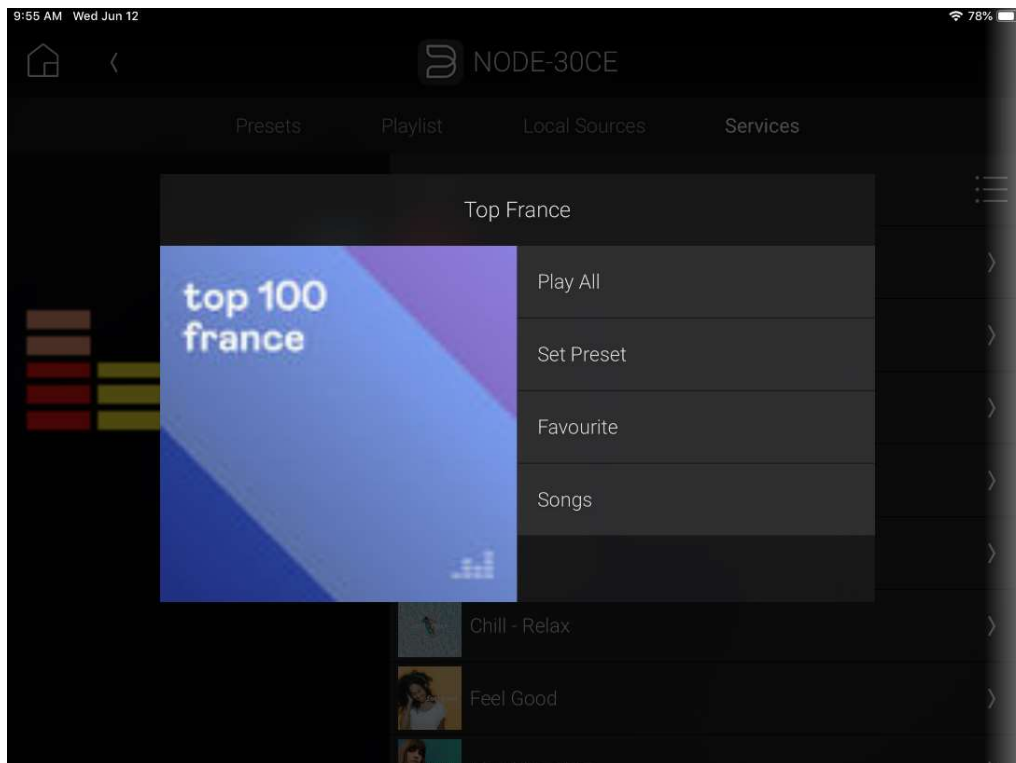 9:55 AM Wed Jun 12
78%
NODE-30CE
Presets Playlist Local Sources Services
Top France
top 100
france
Play All
Set Preset
Favourite
Songs
Chill - Relax
Feel Good